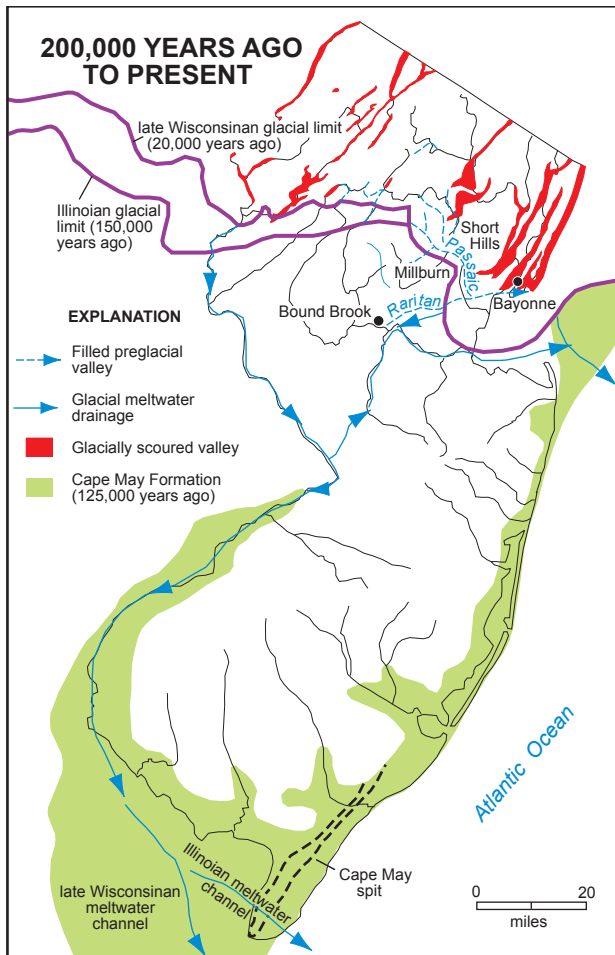 200,000 YEARS AGO
TO PRESENT
late Wisconsinan glacial limit
(20,000 years ago)
Illinoian glacial
limit (150,000
years ago)
Short
Hills
Passaic
Millburn
Raritan
Bayonne
Bound Brook
EXPLANATION
Filled preglacial
valley
Glacial meltwater
drainage
Glacially scoured valley
Cape May Formation
(125,000 years ago)
Atlantic Ocean
Illinoian meltwater
channel
Cape May
spit
late Wisconsinan
meltwater
channel
0 20
miles